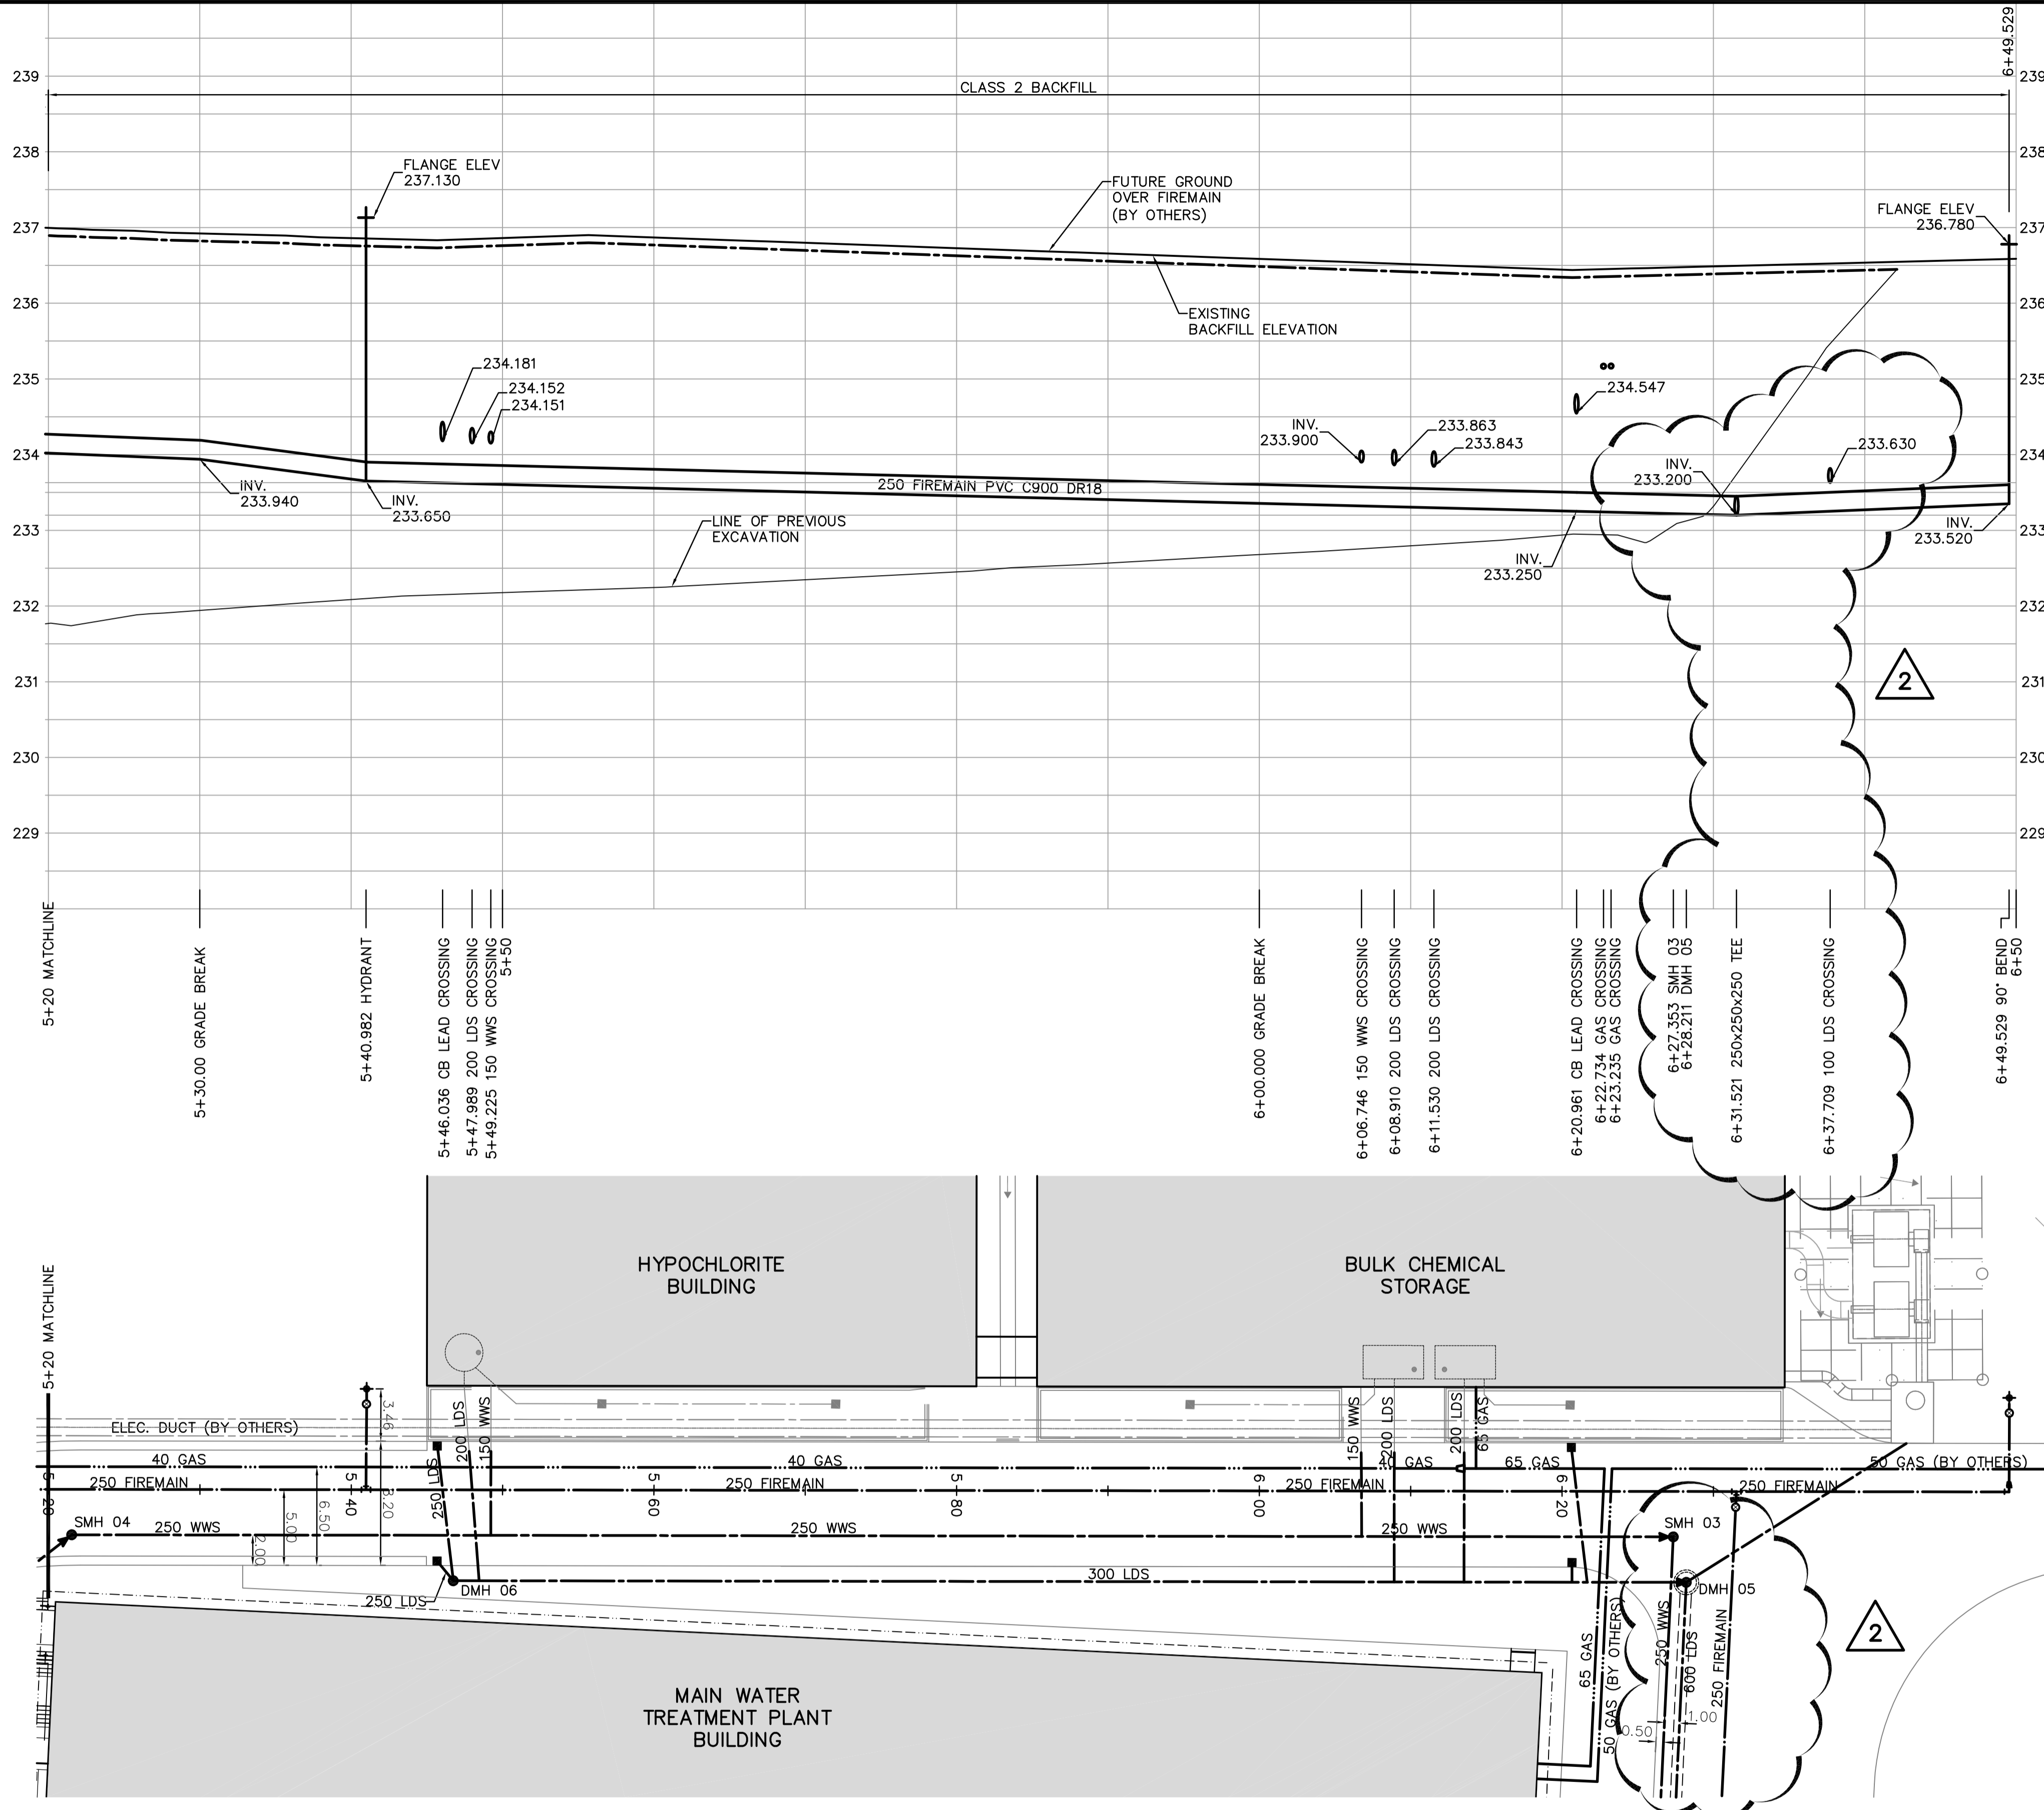 6+49.529
239
239
CLASS 2 BACKFILL
238
238
FLANGE ELEV
237.130
FUTURE GROUND
OVER FIREMAIN
(BY OTHERS)
FLANGE ELEV
236.780
237
237
236
236
EXISTING
BACKFILL ELEVATION
235
235
234.181
234.152
234.151
234.547
INV.
233.900
233.863
233.843
233.630
234
234
INV.
233.200
INV.
233.940
INV.
233.650
250 FIREMAIN PVC C900 DR18
LINE OF PREVIOUS
EXCAVATION
INV.
233.520
233
233
INV.
233.250
232
232
231
231
2
230
230
229
229
5+20 MATCHLINE
5+30.00 GRADE BREAK
5+40.982 HYDRANT
5+46.036 CB LEAD CROSSING
5+47.989 200 LDS CROSSING
5+49.225 150 WWS CROSSING
5+50
6+00.000 GRADE BREAK
6+06.746 150 WWS CROSSING
6+08.910 200 LDS CROSSING
6+11.530 200 LDS CROSSING
6+20.961 CB LEAD CROSSING
6+22.734 GAS CROSSING
6+23.235 GAS CROSSING
6+27.353 SMH 03
6+28.211 DMH 05
6+31.521 250x250x250 TEE
6+37.709 100 LDS CROSSING
6+49.529 90° BEND
6+50
5+20 MATCHLINE
HYPOCHLORITE
BUILDING
BULK CHEMICAL
STORAGE
3.46
ELEC. DUCT (BY OTHERS)
200 LDS
150 WWS
150 WWS
200 LDS
200 LDS
65 GAS
40 GAS
40 GAS
40 GAS
65 GAS
50 GAS (BY OTHERS)
250 FIREMAIN
250 FIREMAIN
250 FIREMAIN
250 FIREMAIN
5+20
5+40
5+60
5+80
6+00
6+20
250 LDS
8.20
6.50
5.00
2.00
SMH 04
250 WWS
250 WWS
250 WWS
SMH 03
300 LDS
DMH 06
250 LDS
DMH 05
65 GAS
50 GAS (BY OTHERS)
250 WWS
600 LDS
250 FIREMAIN
0.50
1.00
2
MAIN WATER
TREATMENT PLANT
BUILDING